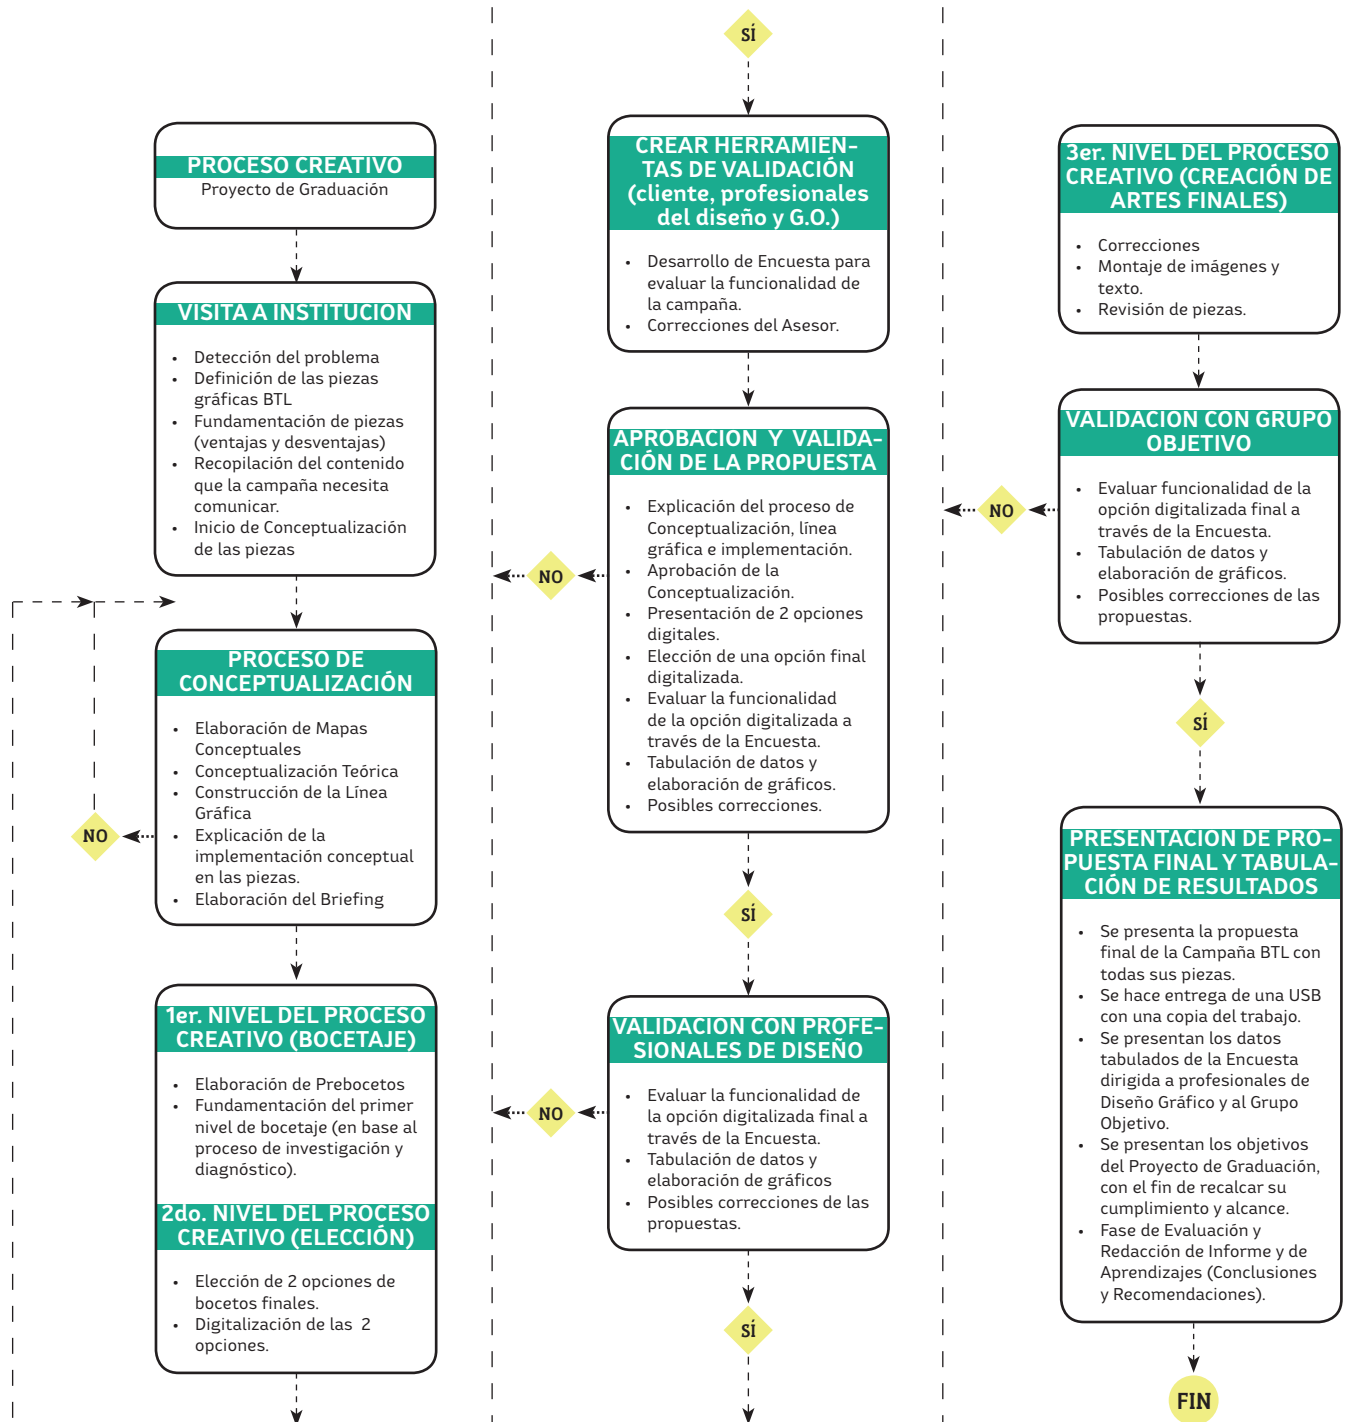 PROCESO CREATIVO
Proyecto de Graduación
VISITA A INSTITUCIÓN
• Detección del problema
• Definición de las piezas
gráficas BTL
• Fundamentación de piezas
(ventajas y desventajas)
• Recopilación del contenido
que la campaña necesita
comunicar.
• Inicio de Conceptualización
de las piezas
PROCESO DE
CONCEPTUALIZACIÓN
• Elaboración de Mapas
Conceptuales
• Conceptualización Teórica
• Construcción de la Línea
Gráfica
• Explicación de la
implementación conceptual
en las piezas.
• Elaboración del Briefing
NO
1er. NIVEL DEL PROCESO
CREATIVO (BOCETAJE)
• Elaboración de Prebocetos
• Fundamentación del primer
nivel de bocetaje (en base al
proceso de investigación y
diagnóstico).
2do. NIVEL DEL PROCESO
CREATIVO (ELECCIÓN)
• Elección de 2 opciones de
bocetos finales.
• Digitalización de las 2
opciones.
SÍ
CREAR HERRAMIEN-
TAS DE VALIDACIÓN
(cliente, profesionales
del diseño y G.O.)
• Desarrollo de Encuesta para
evaluar la funcionalidad de
la campaña.
• Correcciones del Asesor.
APROBACIÓN Y VALIDA-
CIÓN DE LA PROPUESTA
• Explicación del proceso de
Conceptualización, línea
gráfica e implementación.
• Aprobación de la
Conceptualización.
• Presentación de 2 opciones
digitales.
• Elección de una opción final
digitalizada.
• Evaluar la funcionalidad
de la opción digitalizada a
través de la Encuesta.
• Tabulación de datos y
elaboración de gráficos.
• Posibles correcciones.
NO
SÍ
VALIDACIÓN CON PROFE-
SIONALES DE DISEÑO
• Evaluar la funcionalidad de
la opción digitalizada final a
través de la Encuesta.
• Tabulación de datos y
elaboración de gráficos
• Posibles correcciones de las
propuestas.
NO
SÍ
3er. NIVEL DEL PROCESO
CREATIVO (CREACIÓN DE
ARTES FINALES)
• Correcciones
• Montaje de imágenes y
texto.
• Revisión de piezas.
VALIDACIÓN CON GRUPO
OBJETIVO
• Evaluar funcionalidad de la
opción digitalizada final a
través de la Encuesta.
• Tabulación de datos y
elaboración de gráficos.
• Posibles correcciones de las
propuestas.
NO
SÍ
PRESENTACIÓN DE PRO-
PUESTA FINAL Y TABULA-
CIÓN DE RESULTADOS
• Se presenta la propuesta
final de la Campaña BTL con
todas sus piezas.
• Se hace entrega de una USB
con una copia del trabajo.
• Se presentan los datos
tabulados de la Encuesta
dirigida a profesionales de
Diseño Gráfico y al Grupo
Objetivo.
• Se presentan los objetivos
del Proyecto de Graduación,
con el fin de recalcar su
cumplimiento y alcance.
• Fase de Evaluación y
Redacción de Informe y de
Aprendizajes (Conclusiones
y Recomendaciones).
FIN